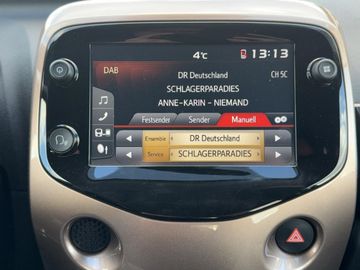 4°C 13:13
DAB DR Deutschland CH 5C
SCHLAGERPARADIES
ANNE-KARIN - NIEMAND
Festsender Sender Manuell
Ensemble DR Deutschland
Service SCHLAGERPARADIES